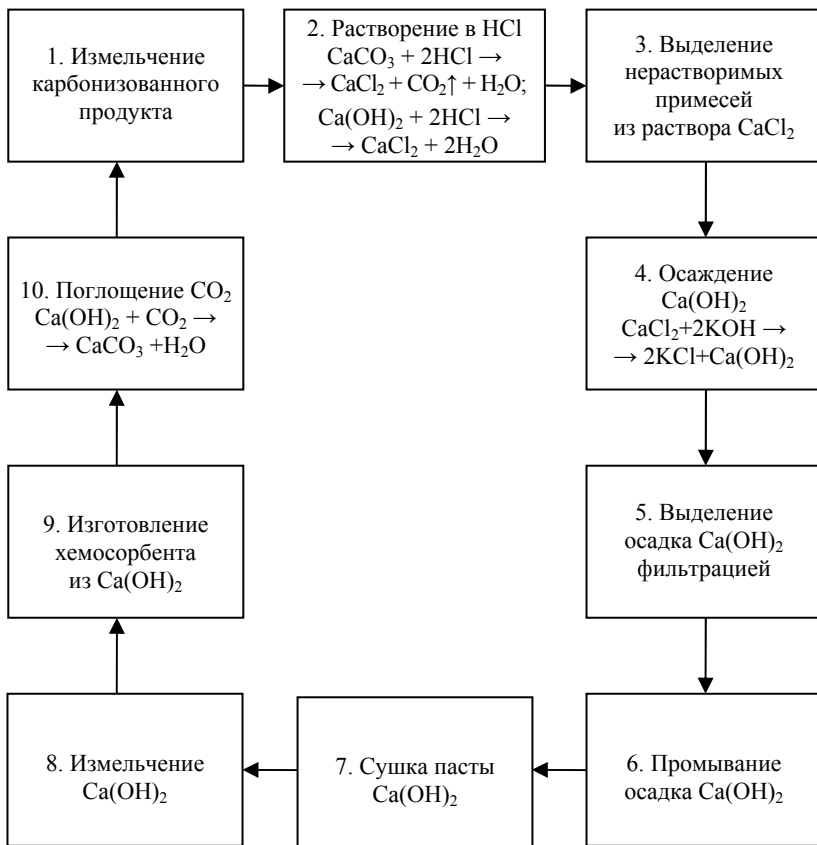 1. Измельчение
карбонизованного
продукта
2. Растворение в HCl
CaCO₃ + 2HCl →
→ CaCl₂ + CO₂↑ + H₂O;
Ca(OH)₂ + 2HCl →
→ CaCl₂ + 2H₂O
3. Выделение
нерастворимых
примесей
из раствора CaCl₂
4. Осаждение
Ca(OH)₂
CaCl₂+2KOH →
→ 2KCl+Ca(OH)₂
5. Выделение
осадка Ca(OH)₂
фильтрацией
6. Промывание
осадка Ca(OH)₂
7. Сушка пасты
Ca(OH)₂
8. Измельчение
Ca(OH)₂
9. Изготовление
хемосорбента
из Ca(OH)₂
10. Поглощение CO₂
Ca(OH)₂ + CO₂ →
→ CaCO₃ +H₂O